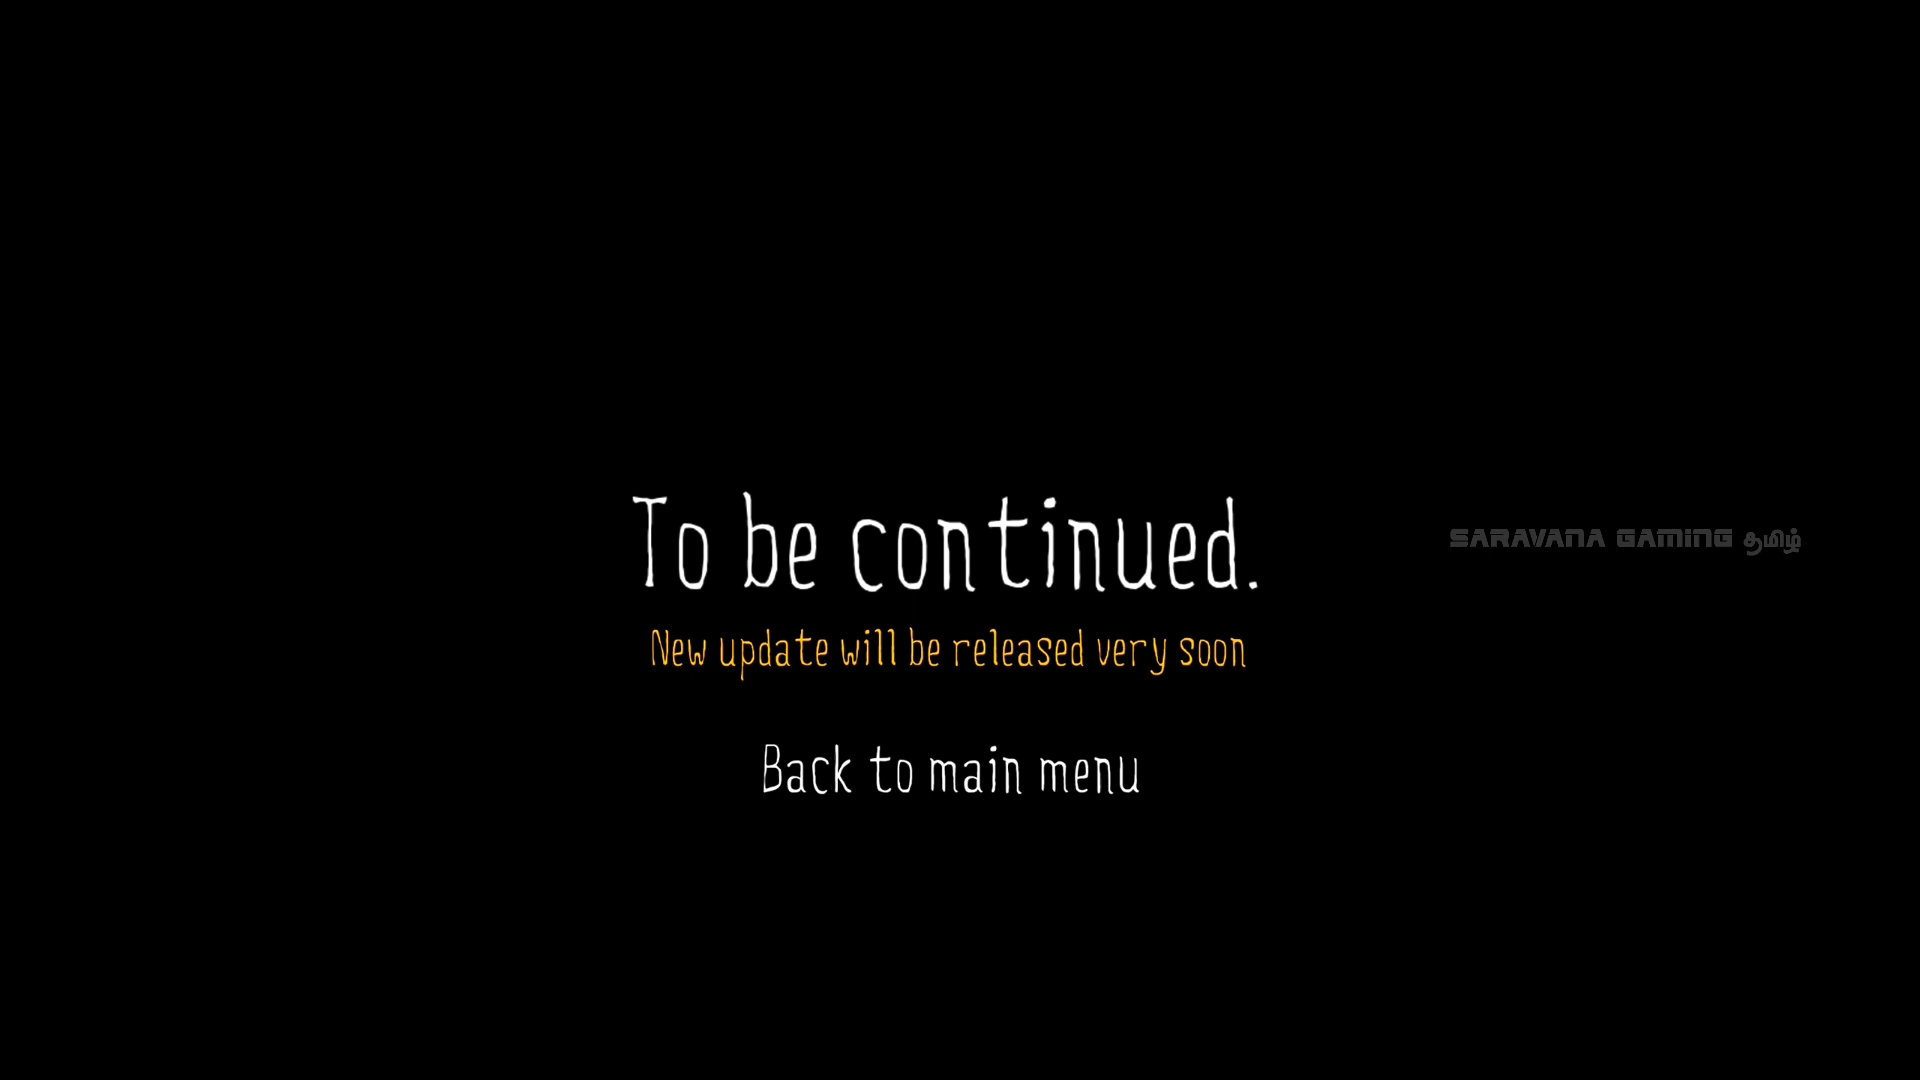 To be continued.
SARAVANA GAMING தமிழ்
New update will be released very soon
Back to main menu